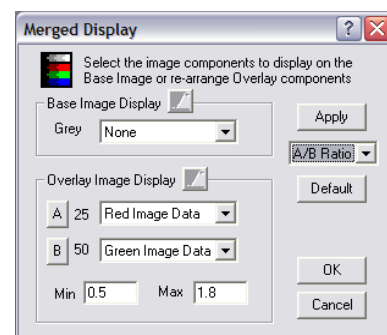 Merged Display
Select the image components to display on the
Base Image or re-arrange Overlay components
Base Image Display
Grey None
Apply
A/B Ratio
Overlay Image Display
Default
A 25 Red Image Data
B 50 Green Image Data
Min 0.5 Max 1.8
OK
Cancel